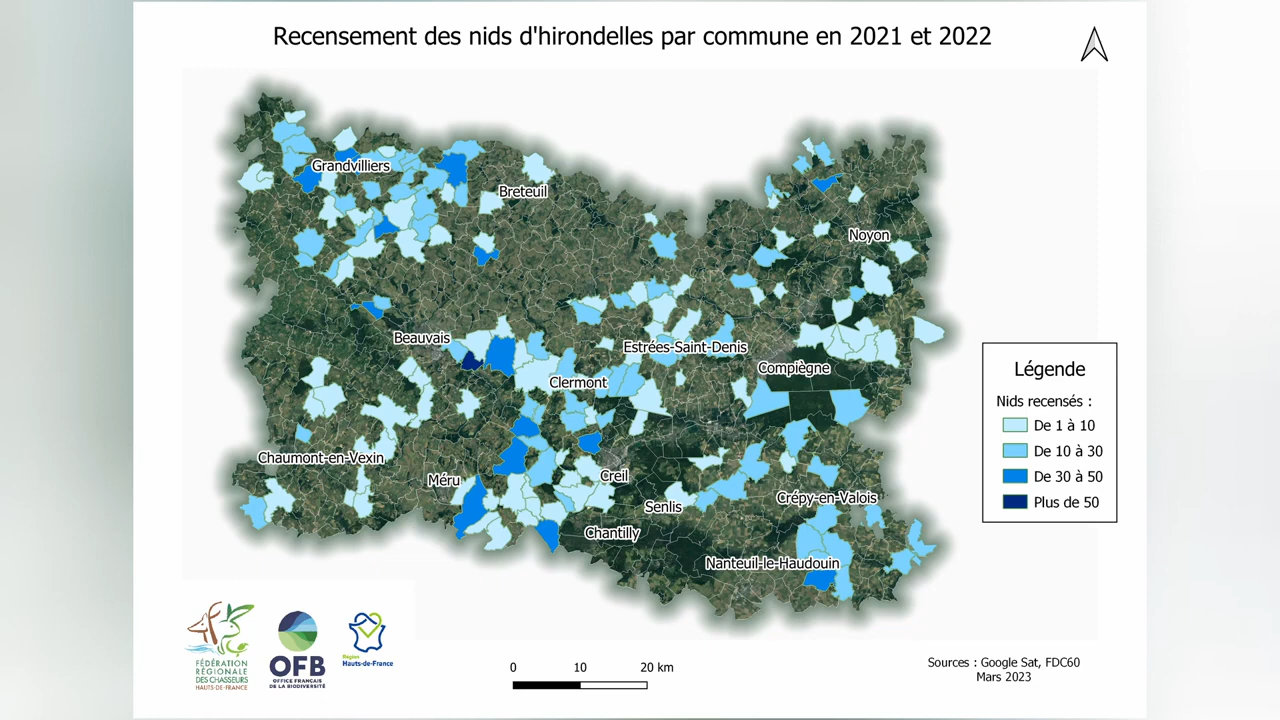 Recensement des nids d'hirondelles par commune en 2021 et 2022
Grandvilliers
Breteuil
Noyon
Beauvais
Estrées-Saint-Denis
Compiègne
Clermont
Chaumont-en-Vexin
Méru
Creil
Senlis
Crépy-en-Valois
Chantilly
Nanteuil-le-Haudouin
Légende
Nids recensés :
De 1 à 10
De 10 à 30
De 30 à 50
Plus de 50
FÉDÉRATION
RÉGIONALE
DES CHASSEURS
HAUTS-DE-FRANCE
OFB
OFFICE FRANÇAIS
DE LA BIODIVERSITÉ
Région
Hauts-de-France
0 10 20 km
Sources : Google Sat, FDC60
Mars 2023